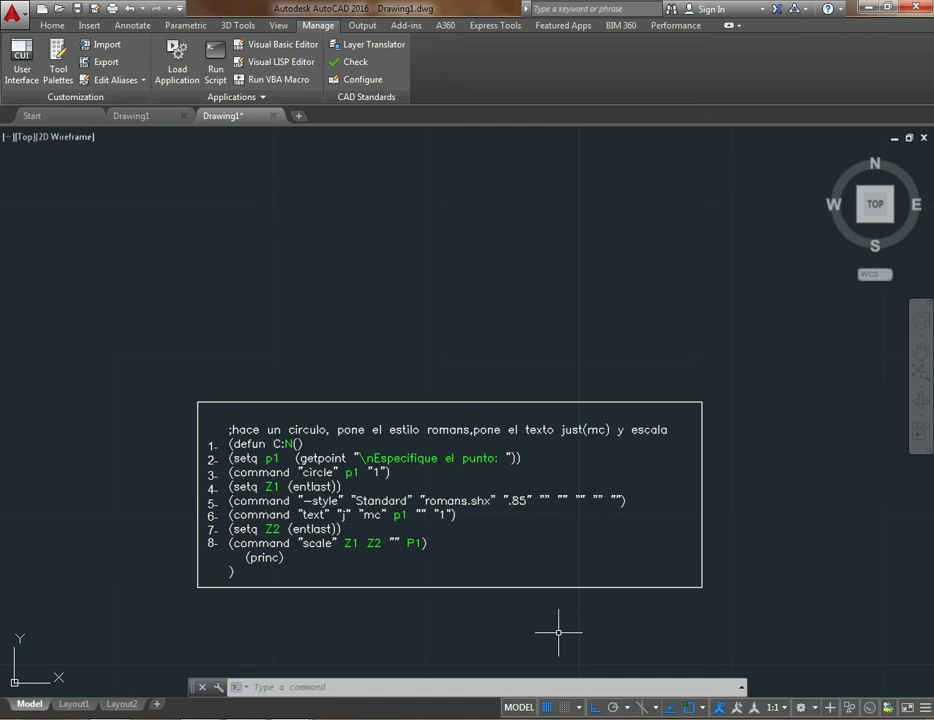 Autodesk AutoCAD 2016 Drawing1.dwg
Type a keyword or phrase
Sign In
Home Insert Annotate Parametric 3D Tools View Manage Output Add-ins A360 Express Tools Featured Apps BIM 360 Performance
CUI
User Interface
Tool Palettes
Import
Export
Edit Aliases
Customization
Load Application
Run Script
Visual Basic Editor
Visual LISP Editor
Run VBA Macro
Applications
Layer Translator
Check
Configure
CAD Standards
Start Drawing1 Drawing1*
[−][Top][2D Wireframe]
N
W TOP E
S
WCS
;hace un circulo, pone el estilo romans,pone el texto just(mc) y escala
1- (defun C:N()
2- (setq p1 (getpoint "\nEspecifique el punto: "))
3- (command "circle" p1 "1")
4- (setq Z1 (entlast))
5- (command "-style" "Standard" "romans.shx" ".85" "" "" "" "" "")
6- (command "text" "j" "mc" p1 "" "1")
7- (setq Z2 (entlast))
8- (command "scale" Z1 Z2 "" P1)
(princ)
)
Y
X
Type a command
Model Layout1 Layout2 +
MODEL 1:1